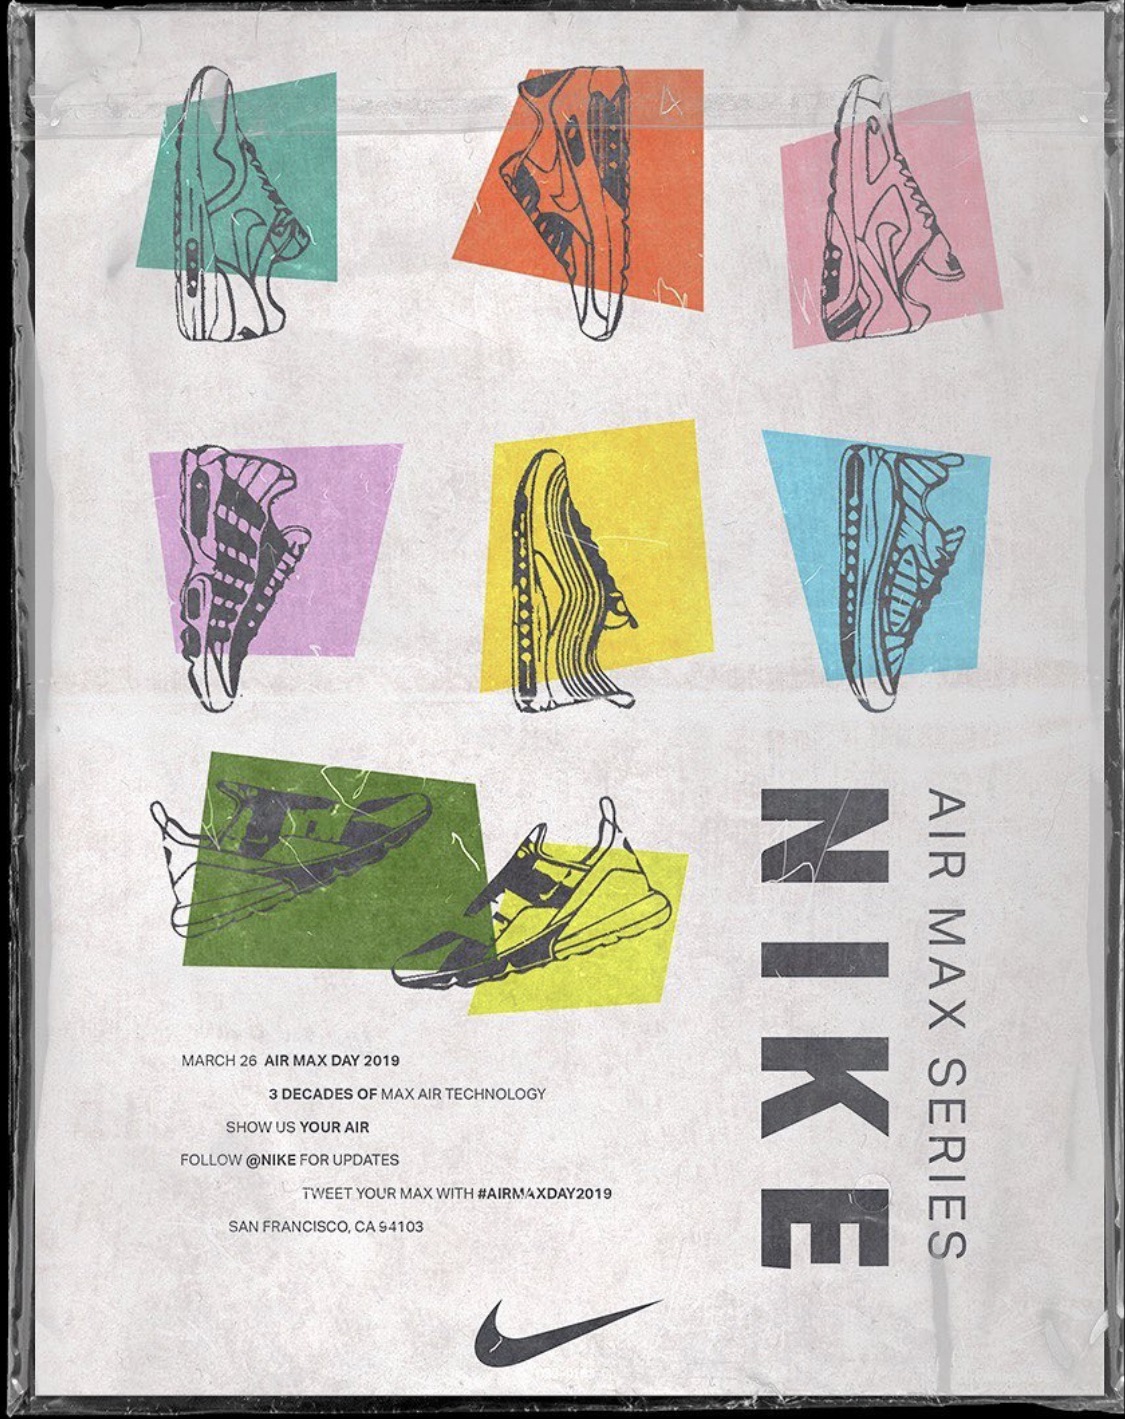 NIKE
AIR MAX SERIES
MARCH 26 AIR MAX DAY 2019
3 DECADES OF MAX AIR TECHNOLOGY
SHOW US YOUR AIR
FOLLOW @NIKE FOR UPDATES
TWEET YOUR MAX WITH #AIRMAXDAY2019
SAN FRANCISCO, CA 94103